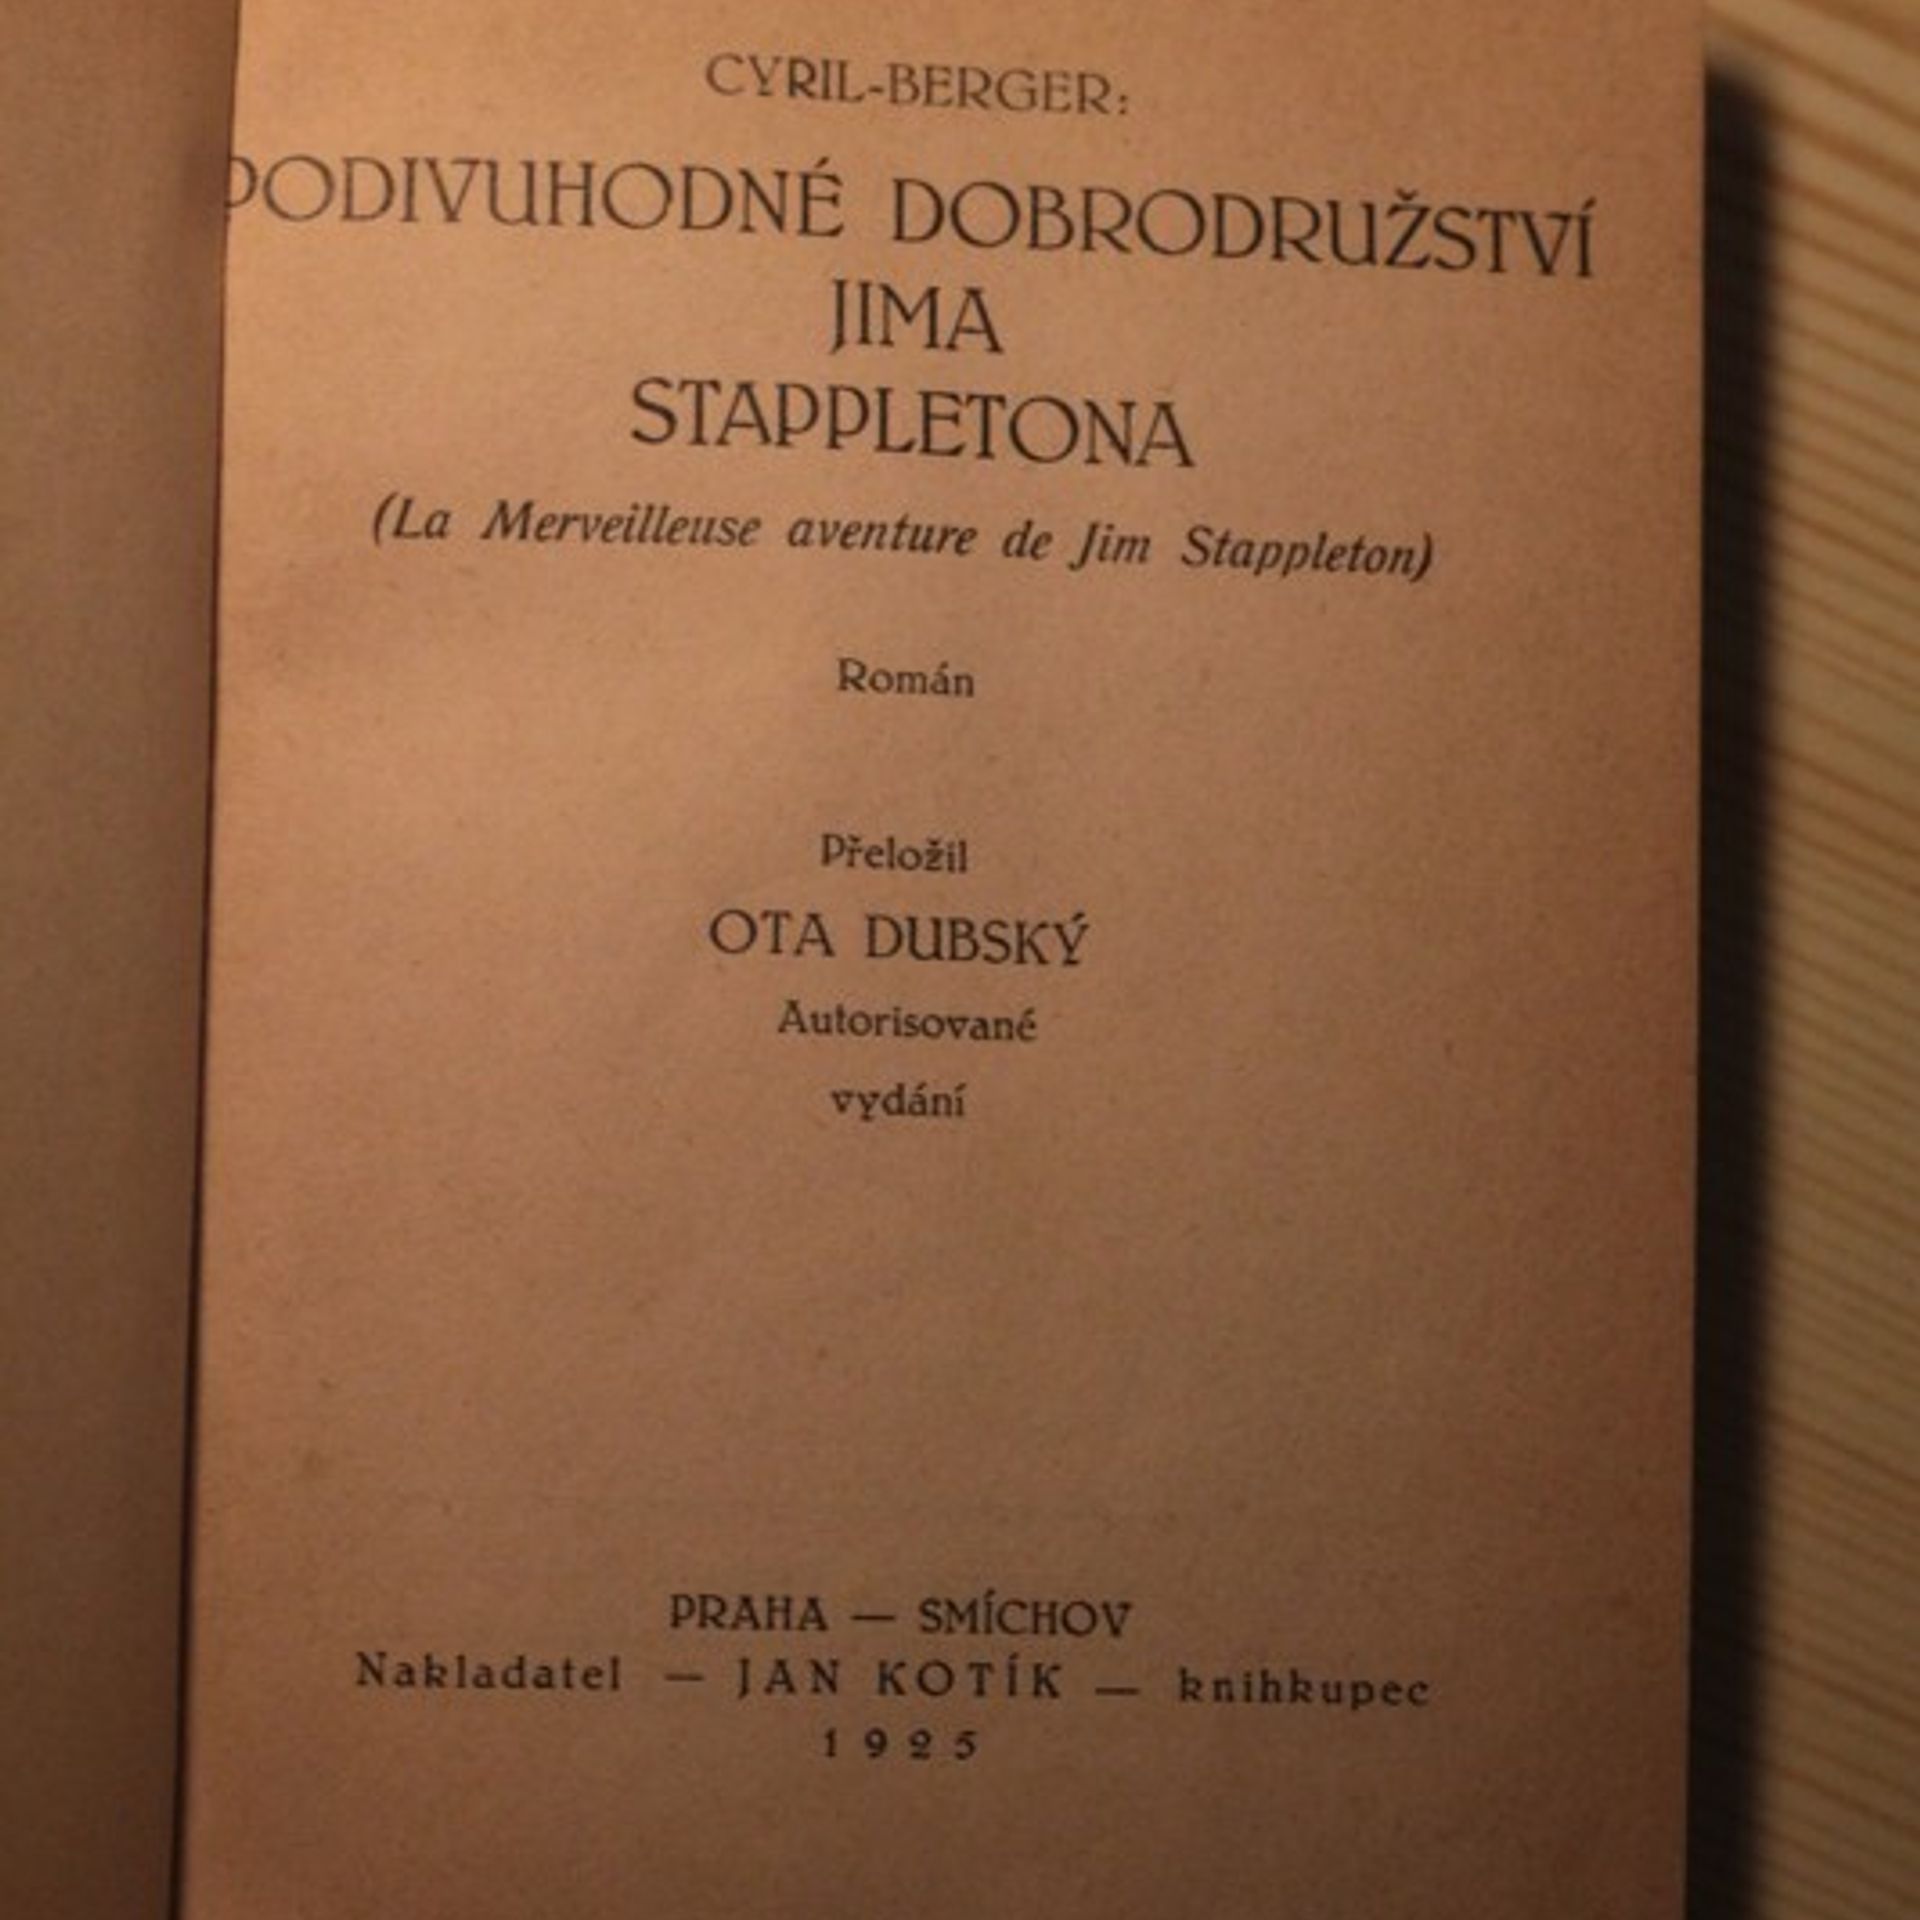 CYRIL-BERGER:
PODIVUHODNÉ DOBRODRUŽSTVÍ
JIMA
STAPPLETONA
(La Merveilleuse aventure de Jim Stappleton)
Román
Přeložil
OTA DUBSKÝ
Autorisované
vydání
PRAHA — SMÍCHOV
Nakladatel — JAN KOTÍK — knihkupec
1925